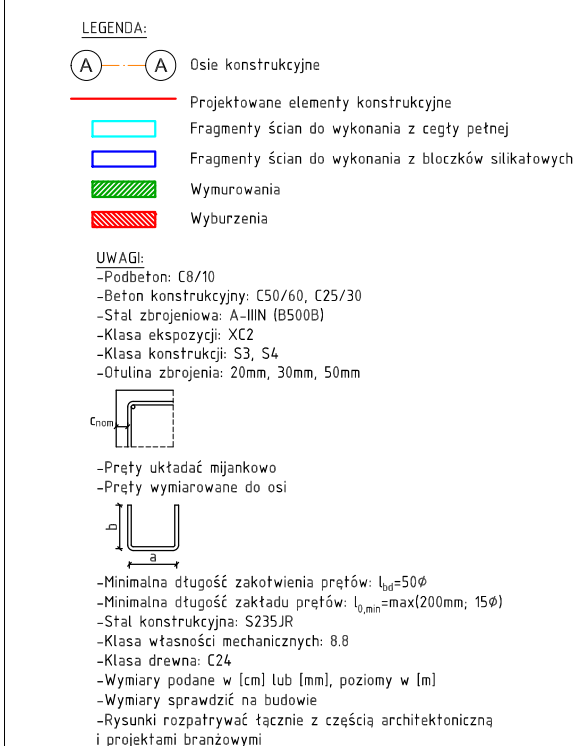 LEGENDA:
A A Osie konstrukcyjne
Projektowane elementy konstrukcyjne
Fragmenty ścian do wykonania z cegły pełnej
Fragmenty ścian do wykonania z bloczków silikatowych
Wymurowania
Wyburzenia
UWAGI:
-Podbeton: C8/10
-Beton konstrukcyjny: C50/60, C25/30
-Stal zbrojeniowa: A-IIIN (B500B)
-Klasa ekspozycji: XC2
-Klasa konstrukcji: S3, S4
-Otulina zbrojenia: 20mm, 30mm, 50mm
Cnom
-Pręty układać mijankowo
-Pręty wymiarowane do osi
b
a
-Minimalna długość zakotwienia prętów: lbd=50ϕ
-Minimalna długość zakładu prętów: l0,min=max(200mm; 15ϕ)
-Stal konstrukcyjna: S235JR
-Klasa własności mechanicznych: 8.8
-Klasa drewna: C24
-Wymiary podane w [cm] lub [mm], poziomy w [m]
-Wymiary sprawdzić na budowie
-Rysunki rozpatrywać łącznie z częścią architektoniczną
i projektami branżowymi